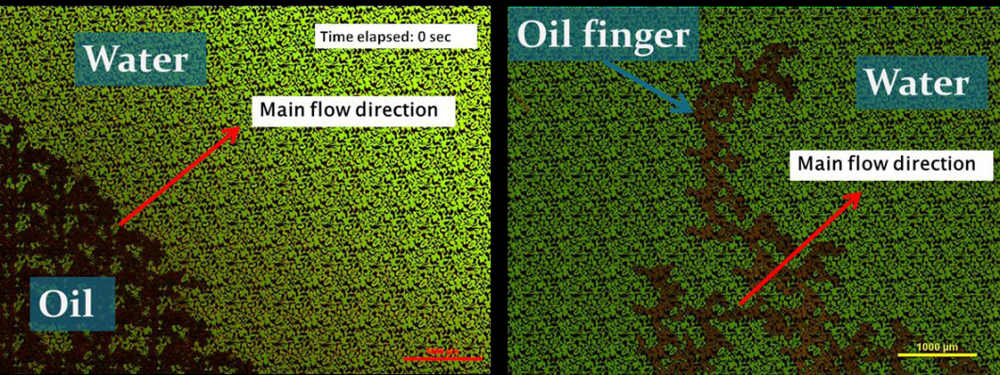 Water
Time elapsed: 0 sec
Main flow direction
Oil
Oil finger
Water
Main flow direction
1000 µm